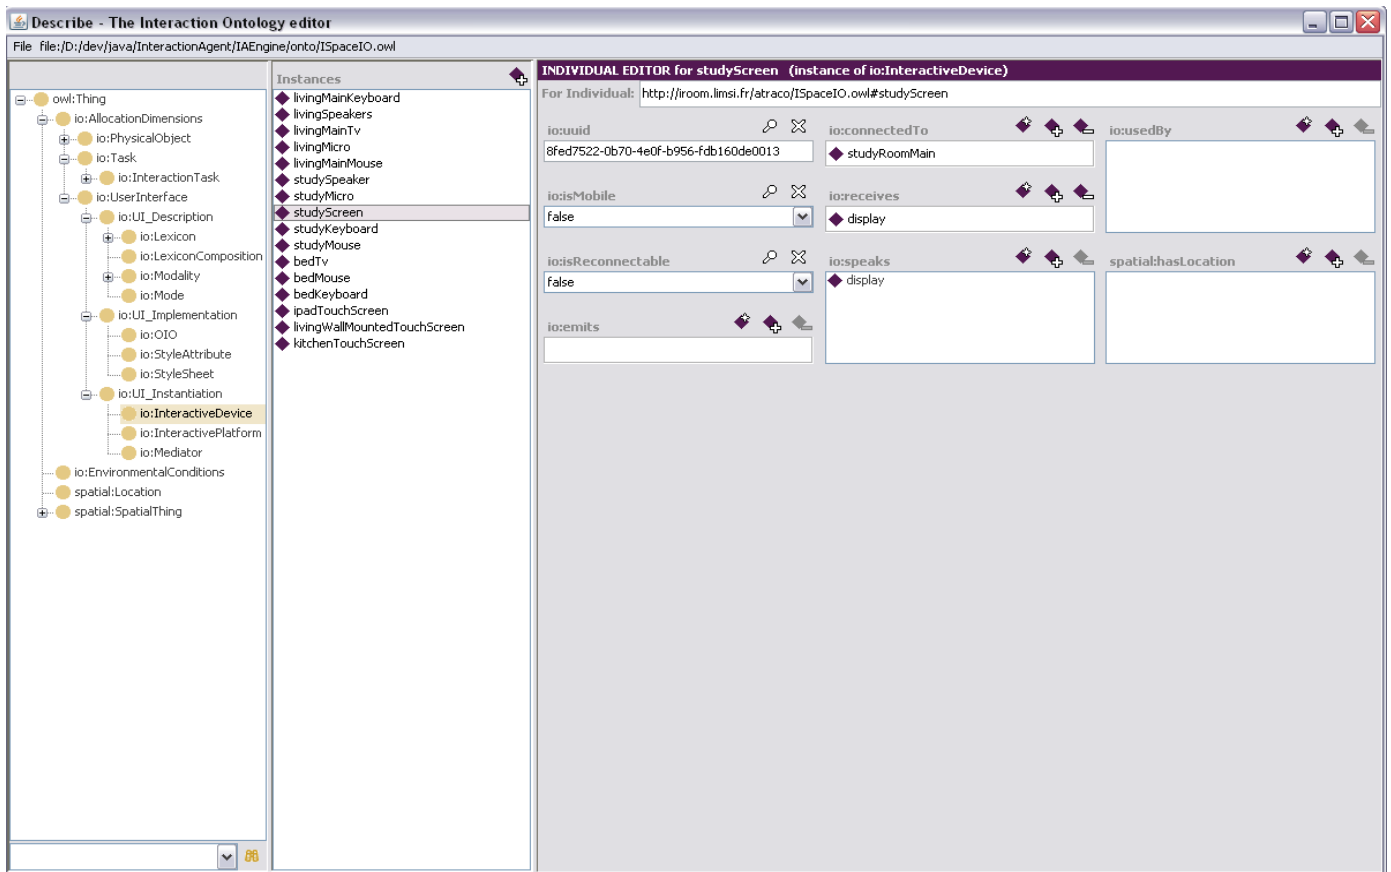 Describe - The Interaction Ontology editor
File file:/D:/dev/java/InteractionAgent/IAEngine/onto/ISpaceIO.owl
owl:Thing
io:AllocationDimensions
io:PhysicalObject
io:Task
io:InteractionTask
io:UserInterface
io:UI_Description
io:Lexicon
io:LexiconComposition
io:Modality
io:Mode
io:UI_Implementation
io:OIO
io:StyleAttribute
io:StyleSheet
io:UI_Instantiation
io:InteractiveDevice
io:InteractivePlatform
io:Mediator
io:EnvironmentalConditions
spatial:Location
spatial:SpatialThing
Instances
livingMainKeyboard
livingSpeakers
livingMainTv
livingMicro
livingMainMouse
studySpeaker
studyMicro
studyScreen
studyKeyboard
studyMouse
bedTv
bedMouse
bedKeyboard
ipadTouchScreen
livingWallMountedTouchScreen
kitchenTouchScreen
INDIVIDUAL EDITOR for studyScreen (instance of io:InteractiveDevice)
For Individual: http://iroom.limsi.fr/atraco/ISpaceIO.owl#studyScreen
io:uuid
8fed7522-0b70-4e0f-b956-fdb160de0013
io:isMobile
false
io:isReconnectable
false
io:emits
io:connectedTo
studyRoomMain
io:receives
display
io:speaks
display
io:usedBy
spatial:hasLocation